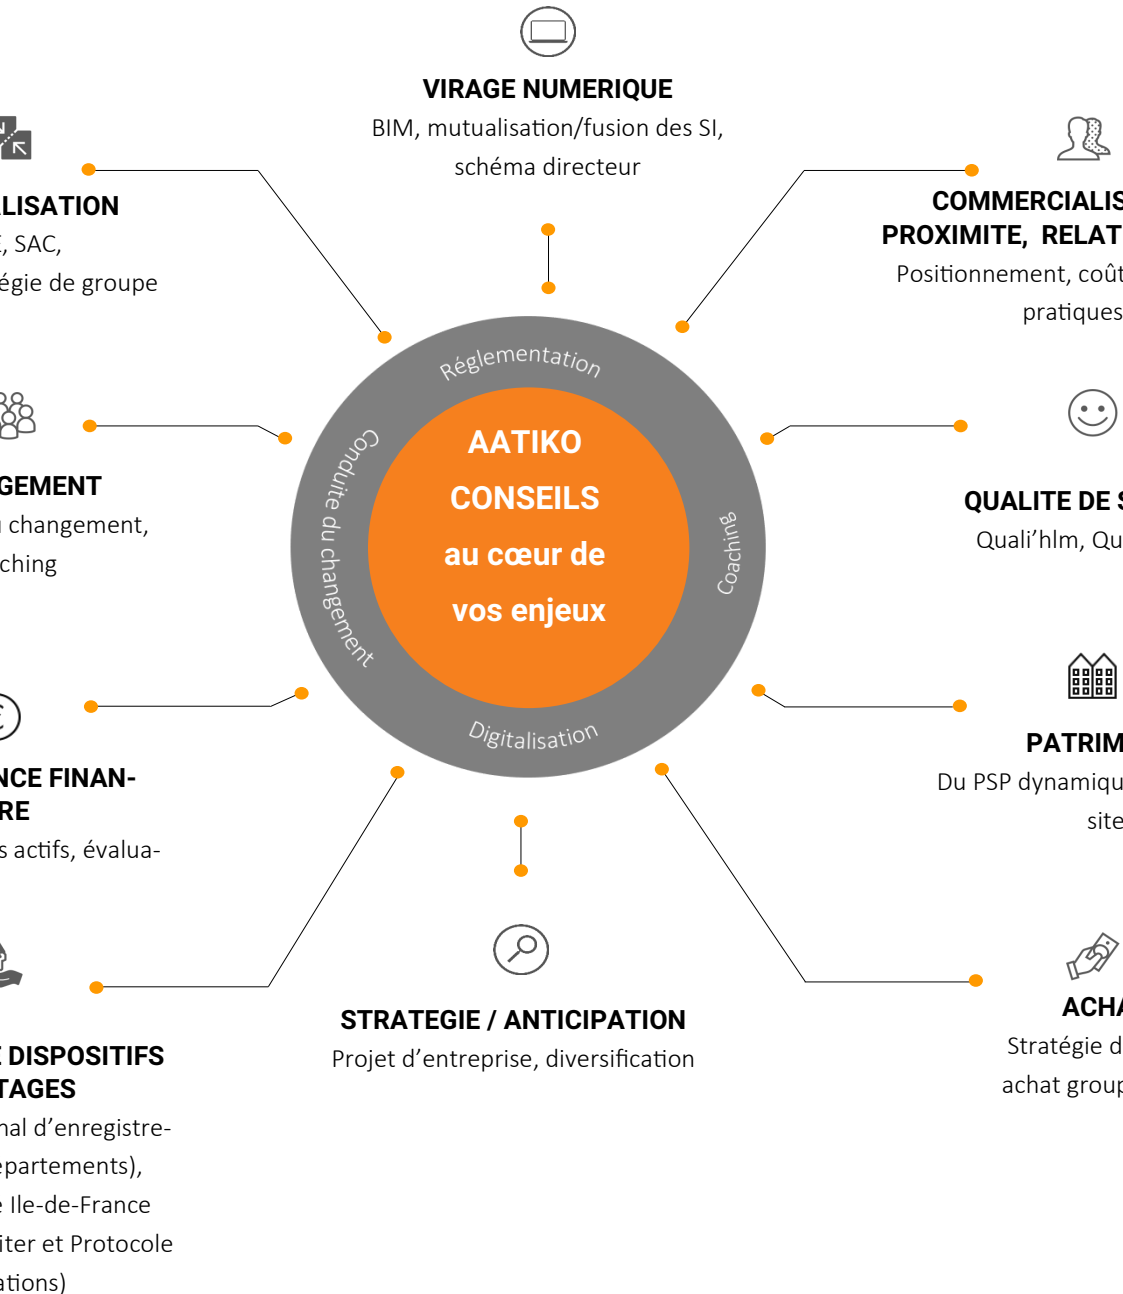 VIRAGE NUMERIQUE
BIM, mutualisation/fusion des SI,
schéma directeur
LISATION
, SAC,
égie de groupe
COMMERCIALIS
PROXIMITE, RELAT
Positionnement, coût
pratiques
GEMENT
changement,
ching
QUALITE DE S
Quali’hlm, Qu
Réglementation
Conduite du changement
Coaching
Digitalisation
AATIKO
CONSEILS
au cœur de
vos enjeux
NCE FINAN-
RE
s actifs, évalua-
PATRIM
Du PSP dynamiqu
site
E DISPOSITIFS
TAGES
nal d’enregistre-
épartements),
e Ile-de-France
iter et Protocole
ations)
STRATEGIE / ANTICIPATION
Projet d’entreprise, diversification
ACHA
Stratégie d
achat group